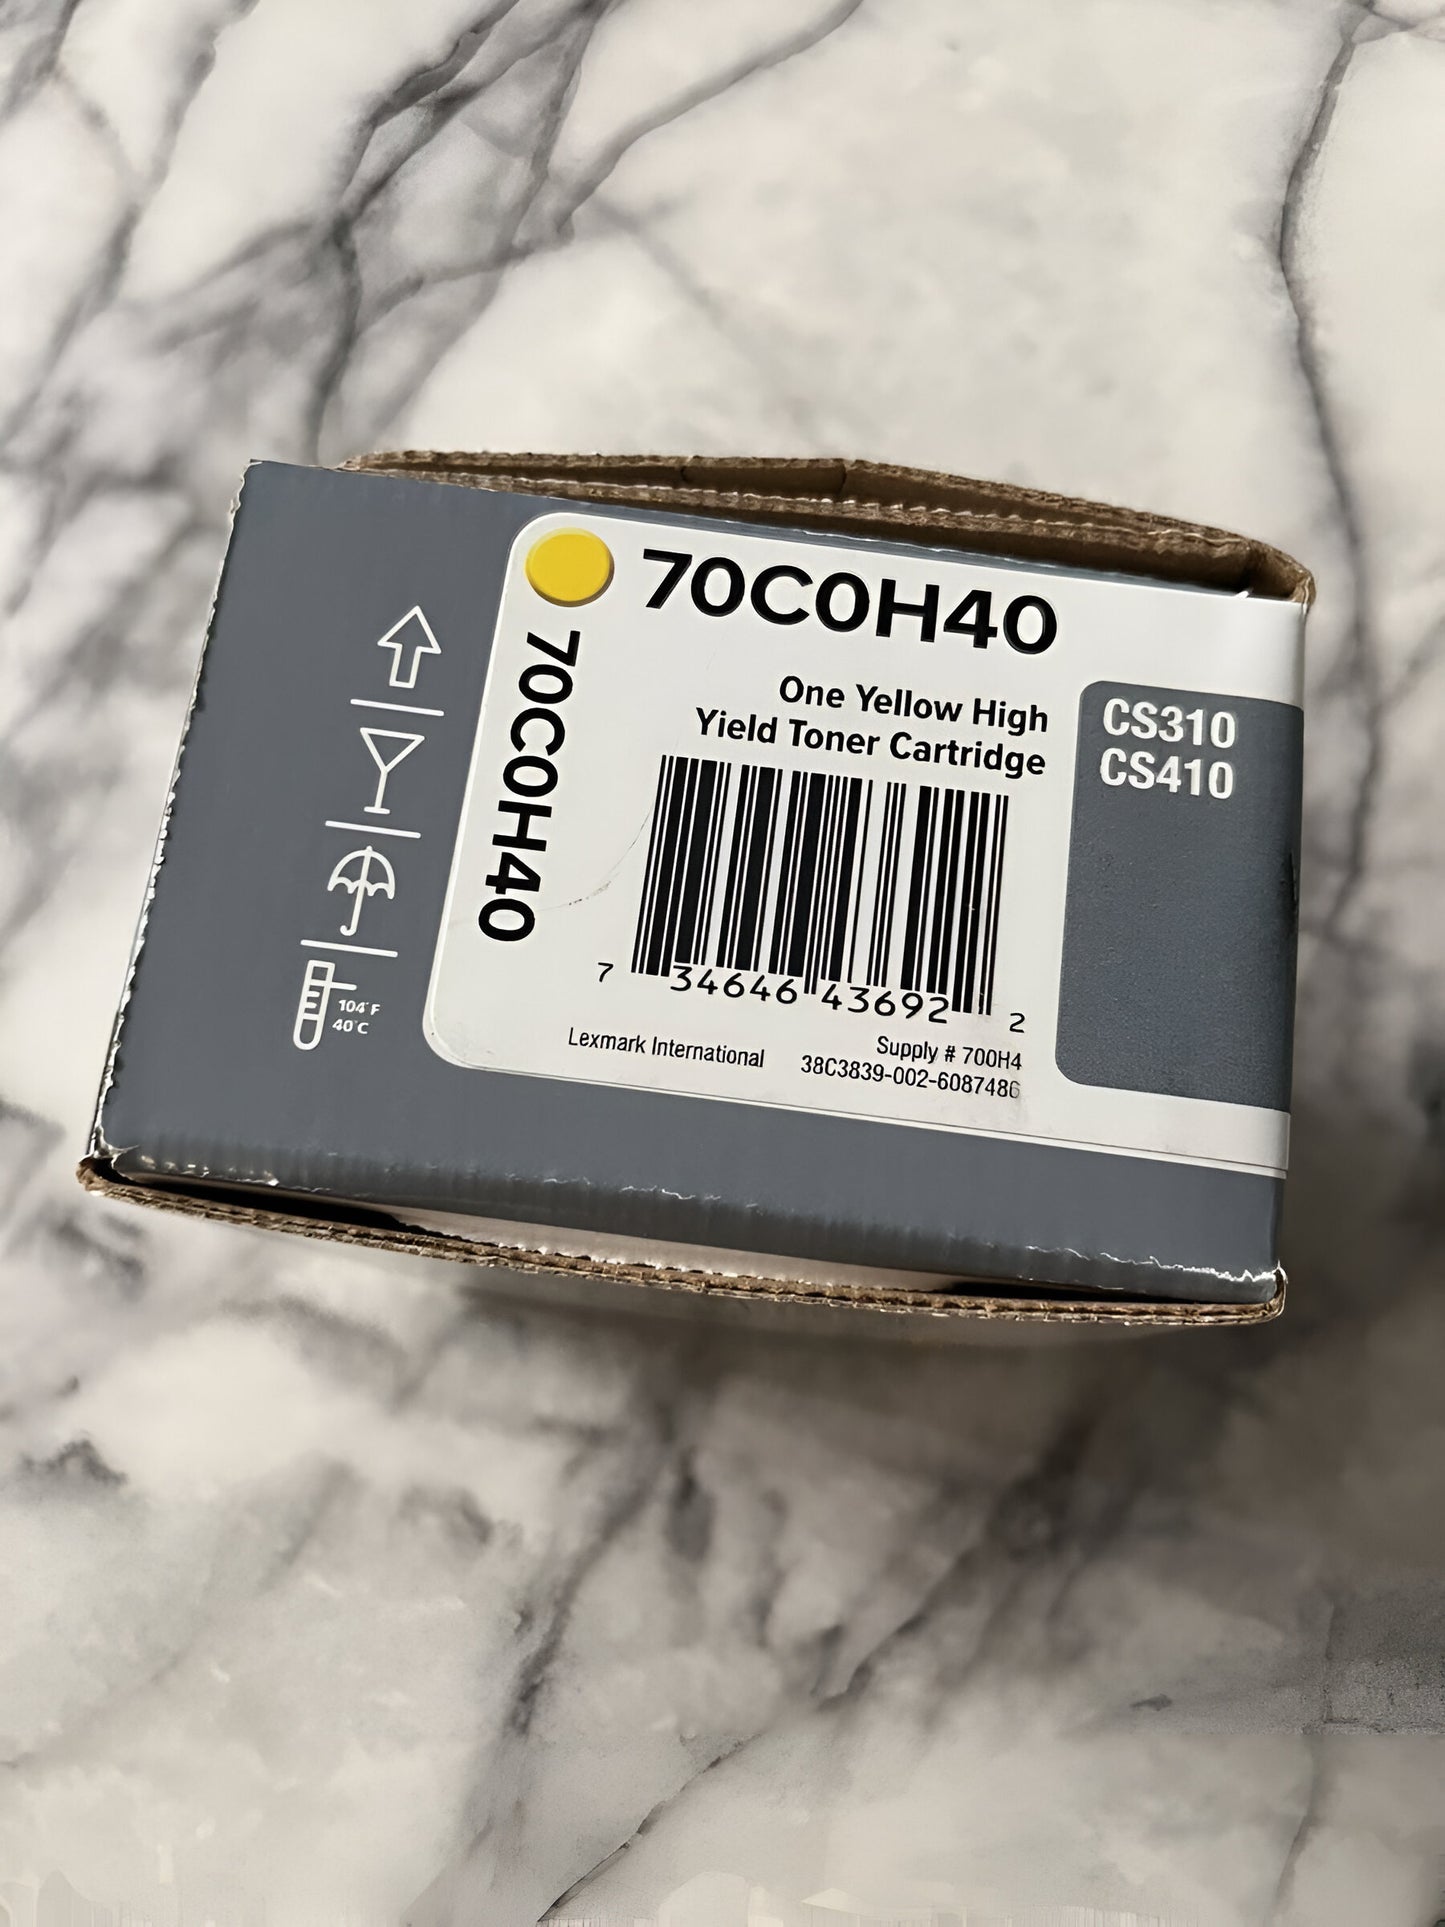 70C0H40
70C0H40
One Yellow High
Yield Toner Cartridge
CS310
CS410
7 34646 43692 2
104°F
40°C
Lexmark International
Supply # 700H4
38C3839-002-6087486